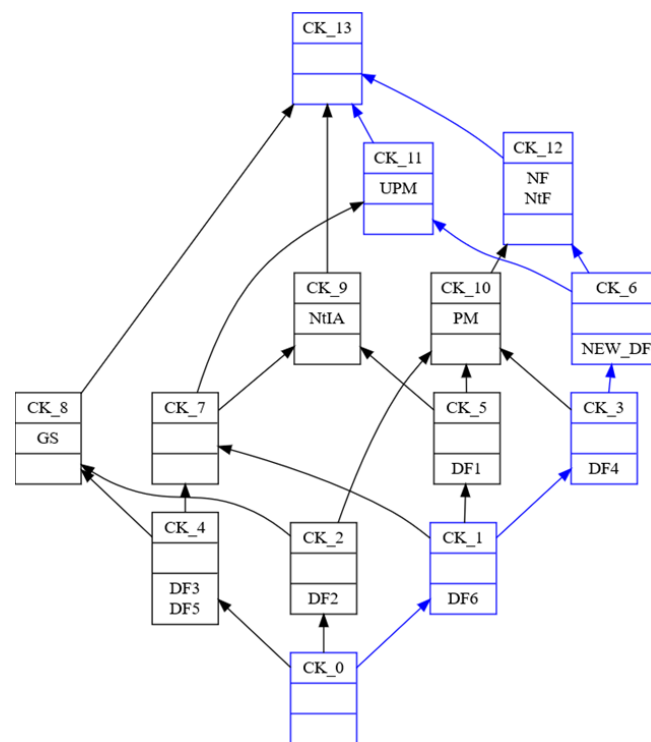 CK_13
CK_12
NF
NtF
CK_11
UPM
CK_9
NtIA
CK_10
PM
CK_6
NEW_DF
CK_8
GS
CK_7
CK_5
DF1
CK_3
DF4
CK_4
DF3
DF5
CK_2
DF2
CK_1
DF6
CK_0